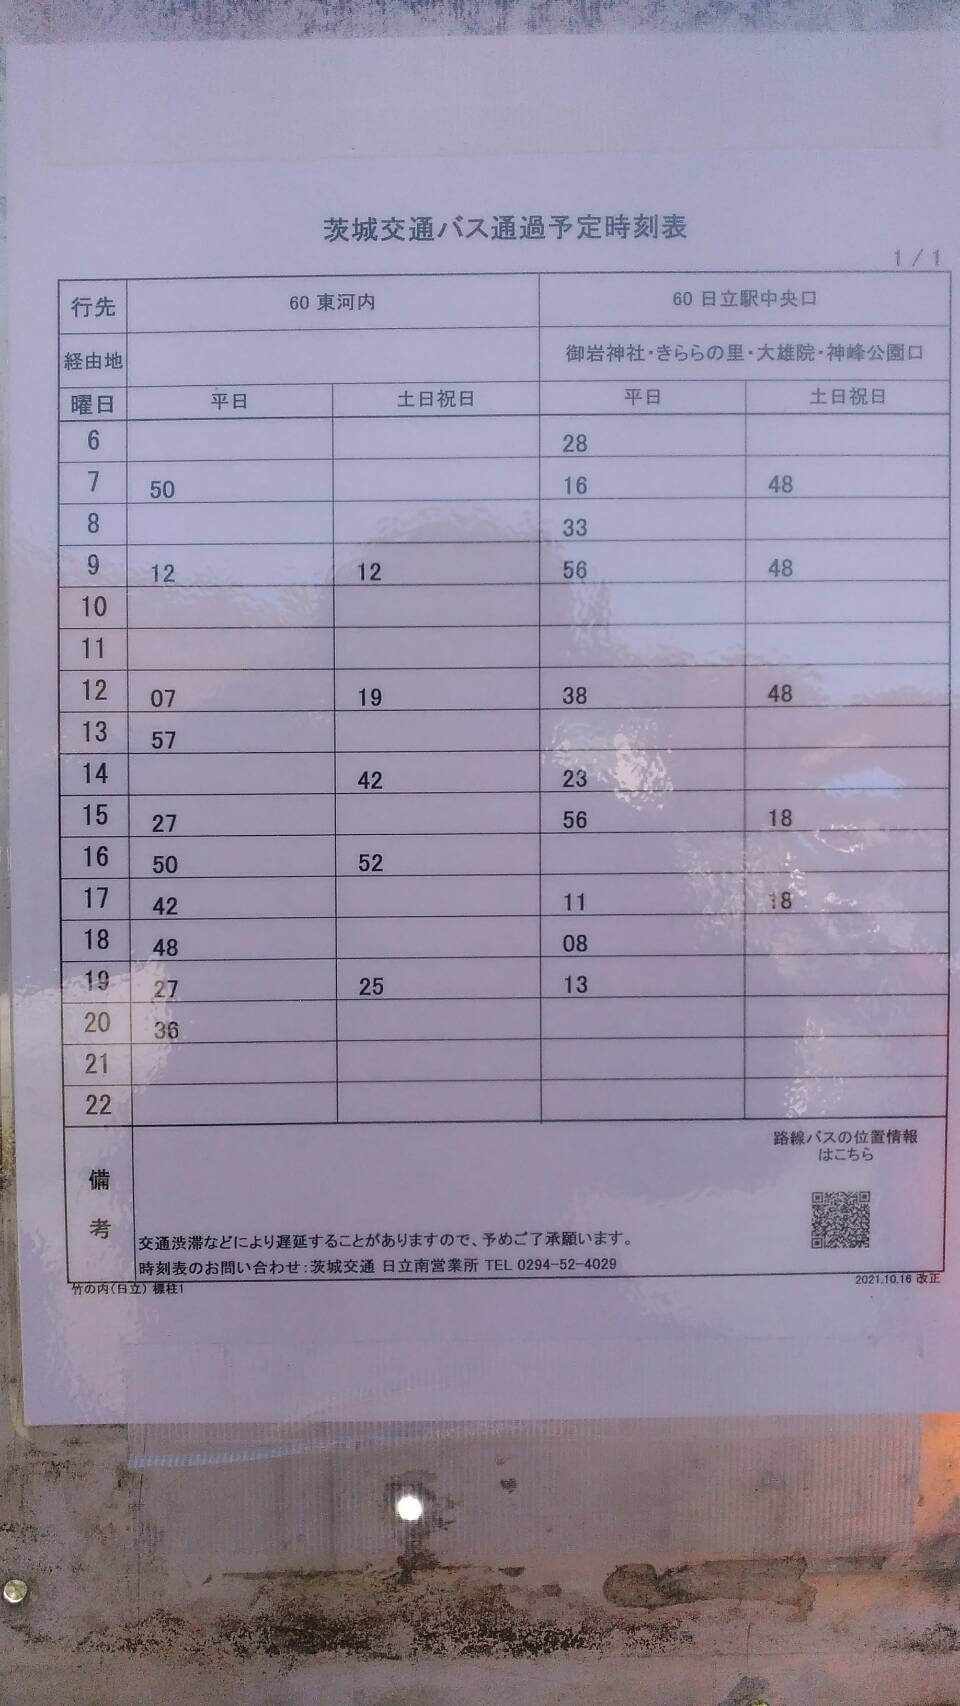 茨城交通バス通過予定時刻表
1 / 1
行先 60 東河内 60 日立駅中央口
経由地 御岩神社・きららの里・大雄院・神峰公園口
曜日 平日 土日祝日 平日 土日祝日
6 28
7 50 16 48
8 33
9 12 12 56 48
10
11
12 07 19 38 48
13 57
14 42 23
15 27 56 18
16 50 52
17 42 11 18
18 48 08
19 27 25 13
20 36
21
22
備考
路線バスの位置情報
はこちら
交通渋滞などにより遅延することがありますので、予めご了承願います。
時刻表のお問い合わせ：茨城交通 日立南営業所 TEL 0294-52-4029
竹の内（日立） 標柱1 2021.10.16 改正